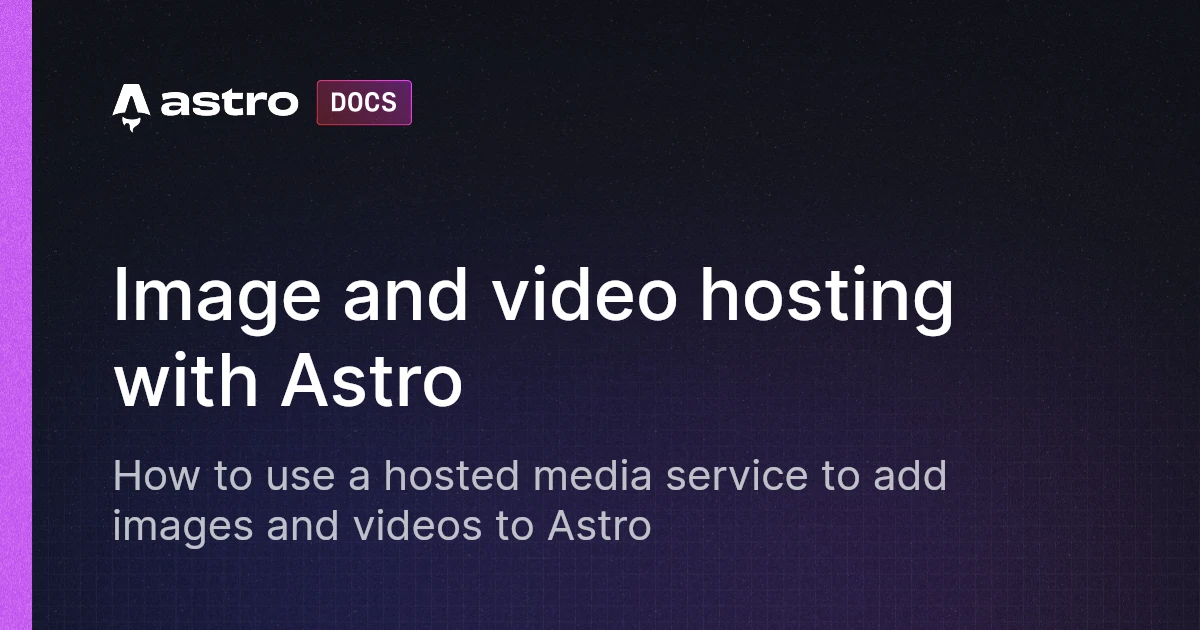 astro DOCS
Image and video hosting
with Astro
How to use a hosted media service to add
images and videos to Astro